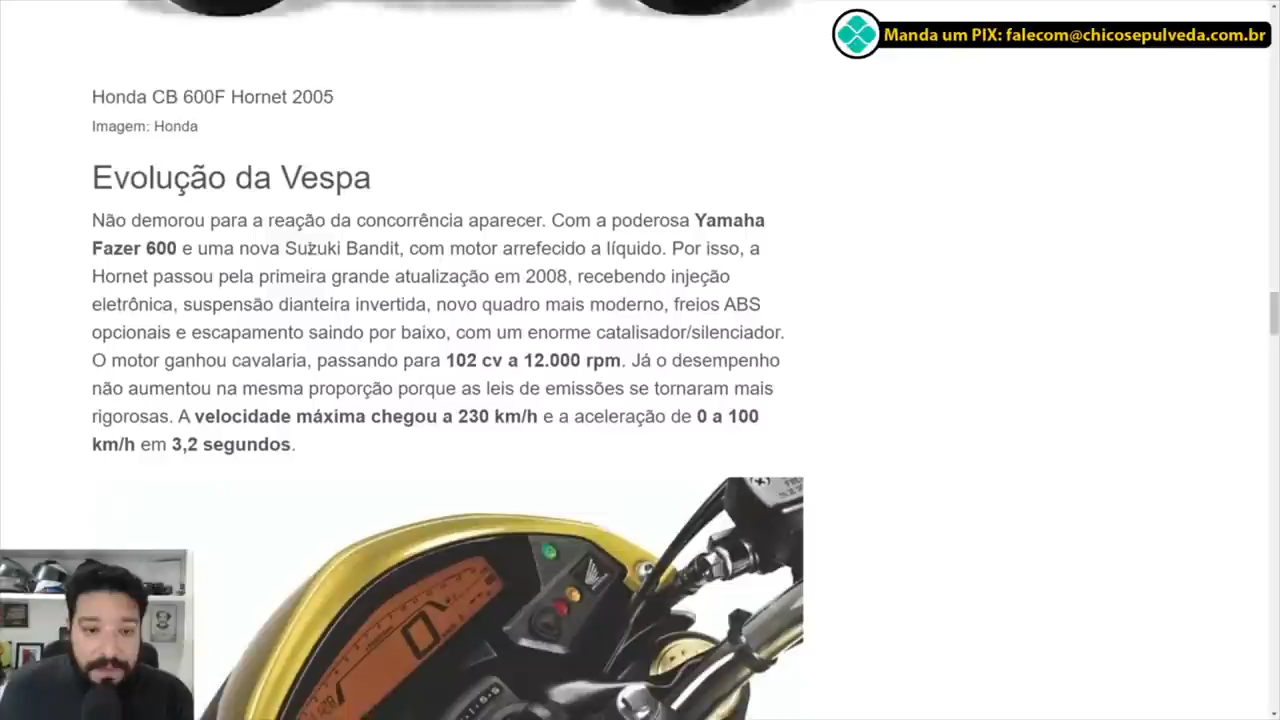 Manda um PIX: falecom@chicosepulveda.com.br
Honda CB 600F Hornet 2005
Imagem: Honda
Evolução da Vespa
Não demorou para a reação da concorrência aparecer. Com a poderosa Yamaha
Fazer 600 e uma nova Suzuki Bandit, com motor arrefecido a líquido. Por isso, a
Hornet passou pela primeira grande atualização em 2008, recebendo injeção
eletrônica, suspensão dianteira invertida, novo quadro mais moderno, freios ABS
opcionais e escapamento saindo por baixo, com um enorme catalisador/silenciador.
O motor ganhou cavalaria, passando para 102 cv a 12.000 rpm. Já o desempenho
não aumentou na mesma proporção porque as leis de emissões se tornaram mais
rigorosas. A velocidade máxima chegou a 230 km/h e a aceleração de 0 a 100
km/h em 3,2 segundos.